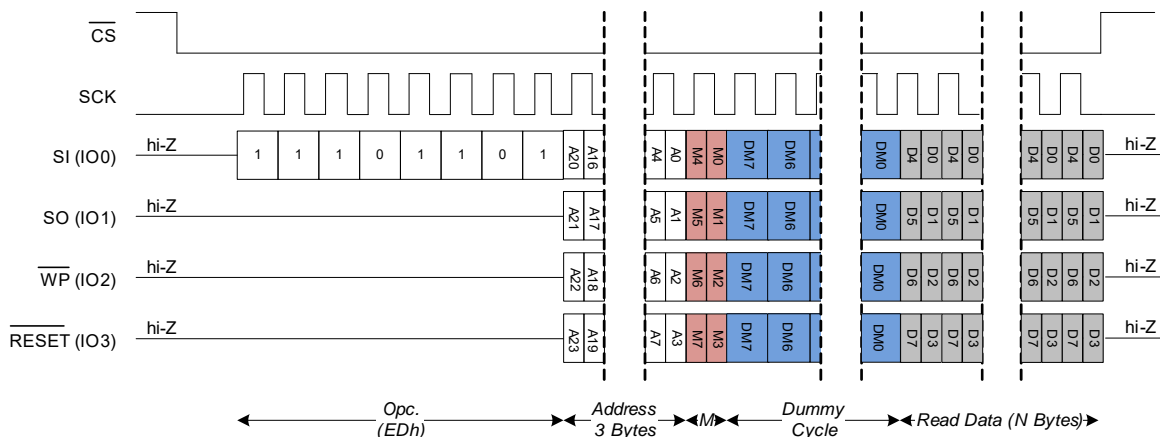 CS
SCK
SI (IO0) hi-Z 1 1 1 0 1 1 0 1 A20 A16 A4 A0 M4 M0 DM7 DM6 DM0 D4 D0 D4 D0 D4 D0 D4 D0 hi-Z
SO (IO1) hi-Z A21 A17 A5 A1 M5 M1 DM7 DM6 DM0 D5 D1 D5 D1 D5 D1 D5 D1 hi-Z
WP (IO2) hi-Z A22 A18 A6 A2 M6 M2 DM7 DM6 DM0 D6 D2 D6 D2 D6 D2 D6 D2 hi-Z
RESET (IO3) hi-Z A23 A19 A7 A3 M7 M3 DM7 DM6 DM0 D7 D3 D7 D3 D7 D3 D7 D3 hi-Z
Opc. Address M Dummy Read Data (N Bytes)
(EDh) 3 Bytes Cycle